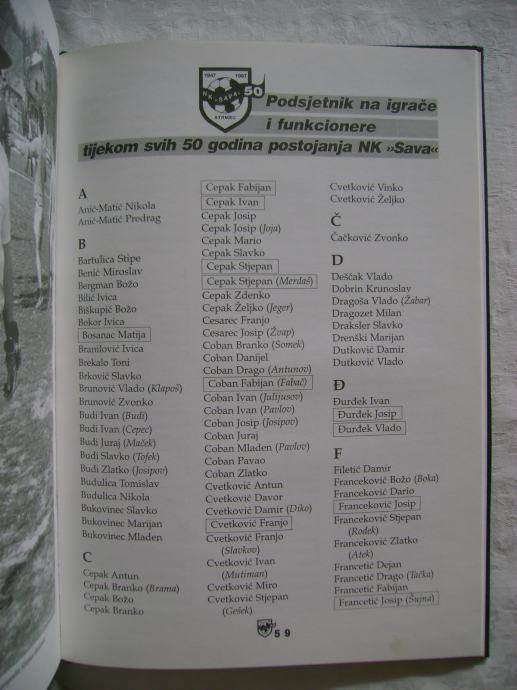 1947 1997
NK "SAVA"
50
STRMEC
Podsjetnik na igrače
i funkcionere
tijekom svih 50 godina postojanja NK »Sava«
A
Anić-Matić Nikola
Anić-Matić Predrag
B
Bartulica Stipe
Benić Miroslav
Bergman Božo
Bilić Ivica
Biškupić Božo
Bokor Ivica
Bosanac Matija
Branilović Ivica
Brekalo Toni
Brković Slavko
Brunović Vlado (Klapoš)
Brunović Zvonko
Budi Ivan (Budi)
Budi Ivan (Cepec)
Budi Juraj (Maček)
Budi Slavko (Tofek)
Budi Zlatko (Josipov)
Budulica Tomislav
Budulica Nikola
Bukovinec Slavko
Bukovinec Marijan
Bukovinec Mladen
C
Cepak Antun
Cepak Branko (Brama)
Cepak Božo
Cepak Branko
Cepak Fabijan
Cepak Ivan
Cepak Josip
Cepak Josip (Joja)
Cepak Mario
Cepak Slavko
Cepak Stjepan
Cepak Stjepan (Merdaš)
Cepak Zdenko
Cepak Željko (Jeger)
Cesarec Franjo
Cesarec Josip (Žvap)
Coban Branko (Somek)
Coban Danijel
Coban Drago (Antunov)
Coban Fabijan (Fabač)
Coban Ivan (Julijusov)
Coban Ivan (Pavlov)
Coban Josip (Josipov)
Coban Juraj
Coban Mladen (Pavlov)
Coban Pavao
Coban Zlatko
Cvetković Antun
Cvetković Davor
Cvetković Damir (Diko)
Cvetković Franjo
Cvetković Franjo
(Slavkov)
Cvetković Ivan
(Mutiman)
Cvetković Miro
Cvetković Stjepan
(Gešek)
Cvetković Vinko
Cvetković Željko
Č
Čačković Zvonko
D
Deščak Vlado
Dobrin Krunoslav
Dragoša Vlado (Žabar)
Dragozet Milan
Draksler Slavko
Drenški Marijan
Dutković Damir
Dutković Vlado
Đ
Đurđek Ivan
Đurđek Josip
Đurđek Vlado
F
Filetić Damir
Franceković Božo (Boka)
Franceković Dario
Franceković Josip
Franceković Stjepan
(Rodek)
Franceković Zlatko
(Atek)
Francetić Dejan
Francetić Drago (Tačka)
Francetić Fabijan
Francetić Josip (Šujna)
59